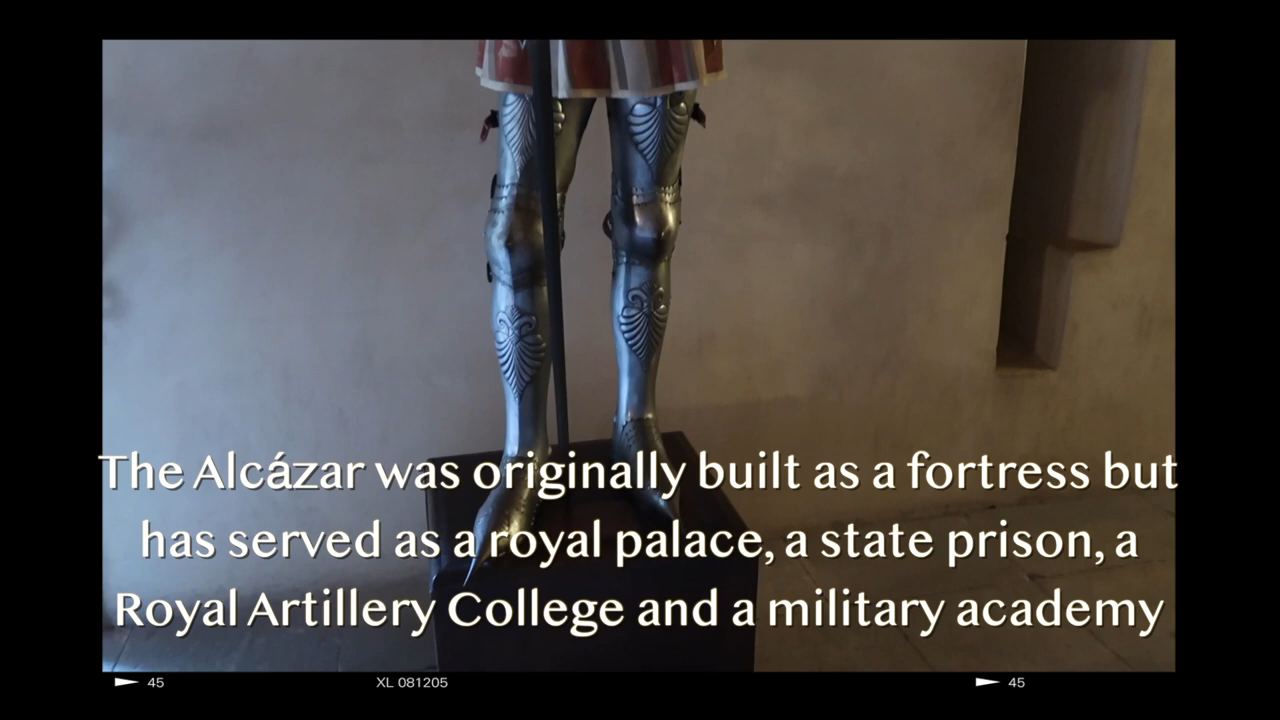 The Alcázar was originally built as a fortress but
has served as a royal palace, a state prison, a
Royal Artillery College and a military academy
45
XL 081205
45